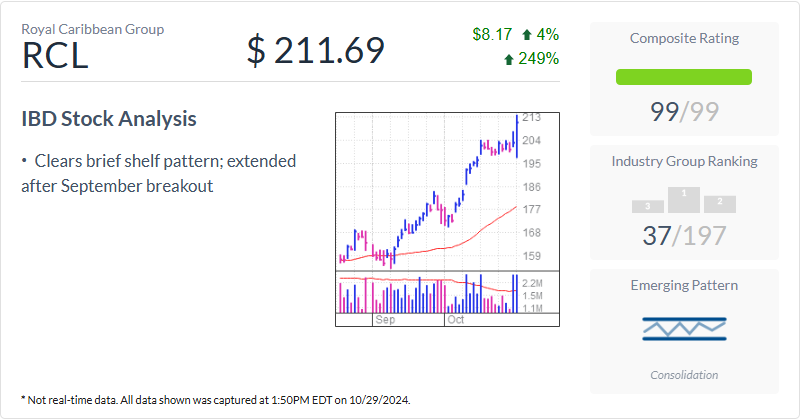 Royal Caribbean Group
RCL
$ 211.69
$8.17 4%
249%
IBD Stock Analysis
• Clears brief shelf pattern; extended
after September breakout
213
204
195
186
177
168
159
2.2M
1.5M
1.1M
Sep
Oct
Composite Rating
99/99
Industry Group Ranking
3
1
2
37/197
Emerging Pattern
Consolidation
* Not real-time data. All data shown was captured at 1:50PM EDT on 10/29/2024.